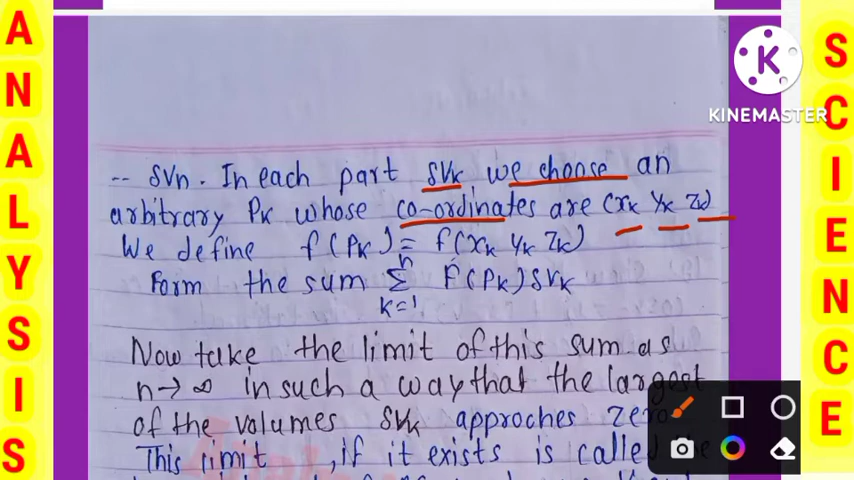 ANALYSIS
KINEMASTER
SCIENCE
-- δVn. In each part δVk we choose an
arbitrary Pk whose co-ordinates are (xk yk zk)
We define f(Pk) = f(xk yk zk)
Form the sum n∑k=1 F(Pk)δVk
Now take the limit of this sum as
n→∞ in such a way that the largest
of the volumes δVk approches zero
This limit, if it exists is called